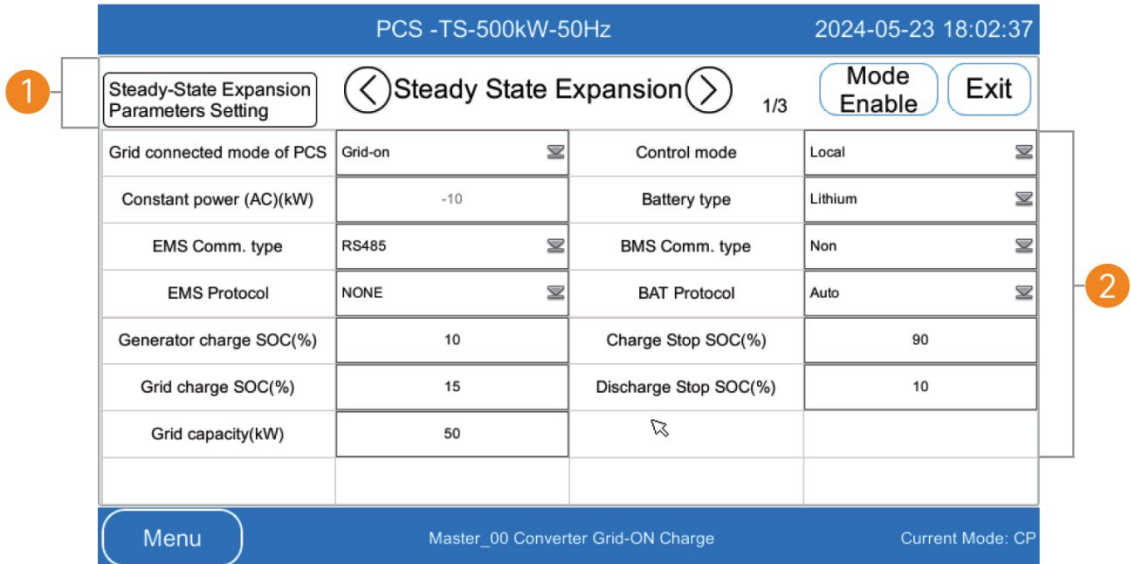 PCS -TS-500kW-50Hz 2024-05-23 18:02:37
1
Steady-State Expansion
Parameters Setting
Steady State Expansion
1/3
Mode
Enable
Exit
Grid connected mode of PCS Grid-on Control mode Local
Constant power (AC)(kW) -10 Battery type Lithium
EMS Comm. type RS485 BMS Comm. type Non
2
EMS Protocol NONE BAT Protocol Auto
Generator charge SOC(%) 10 Charge Stop SOC(%) 90
Grid charge SOC(%) 15 Discharge Stop SOC(%) 10
Grid capacity(kW) 50
Menu Master_00 Converter Grid-ON Charge Current Mode: CP